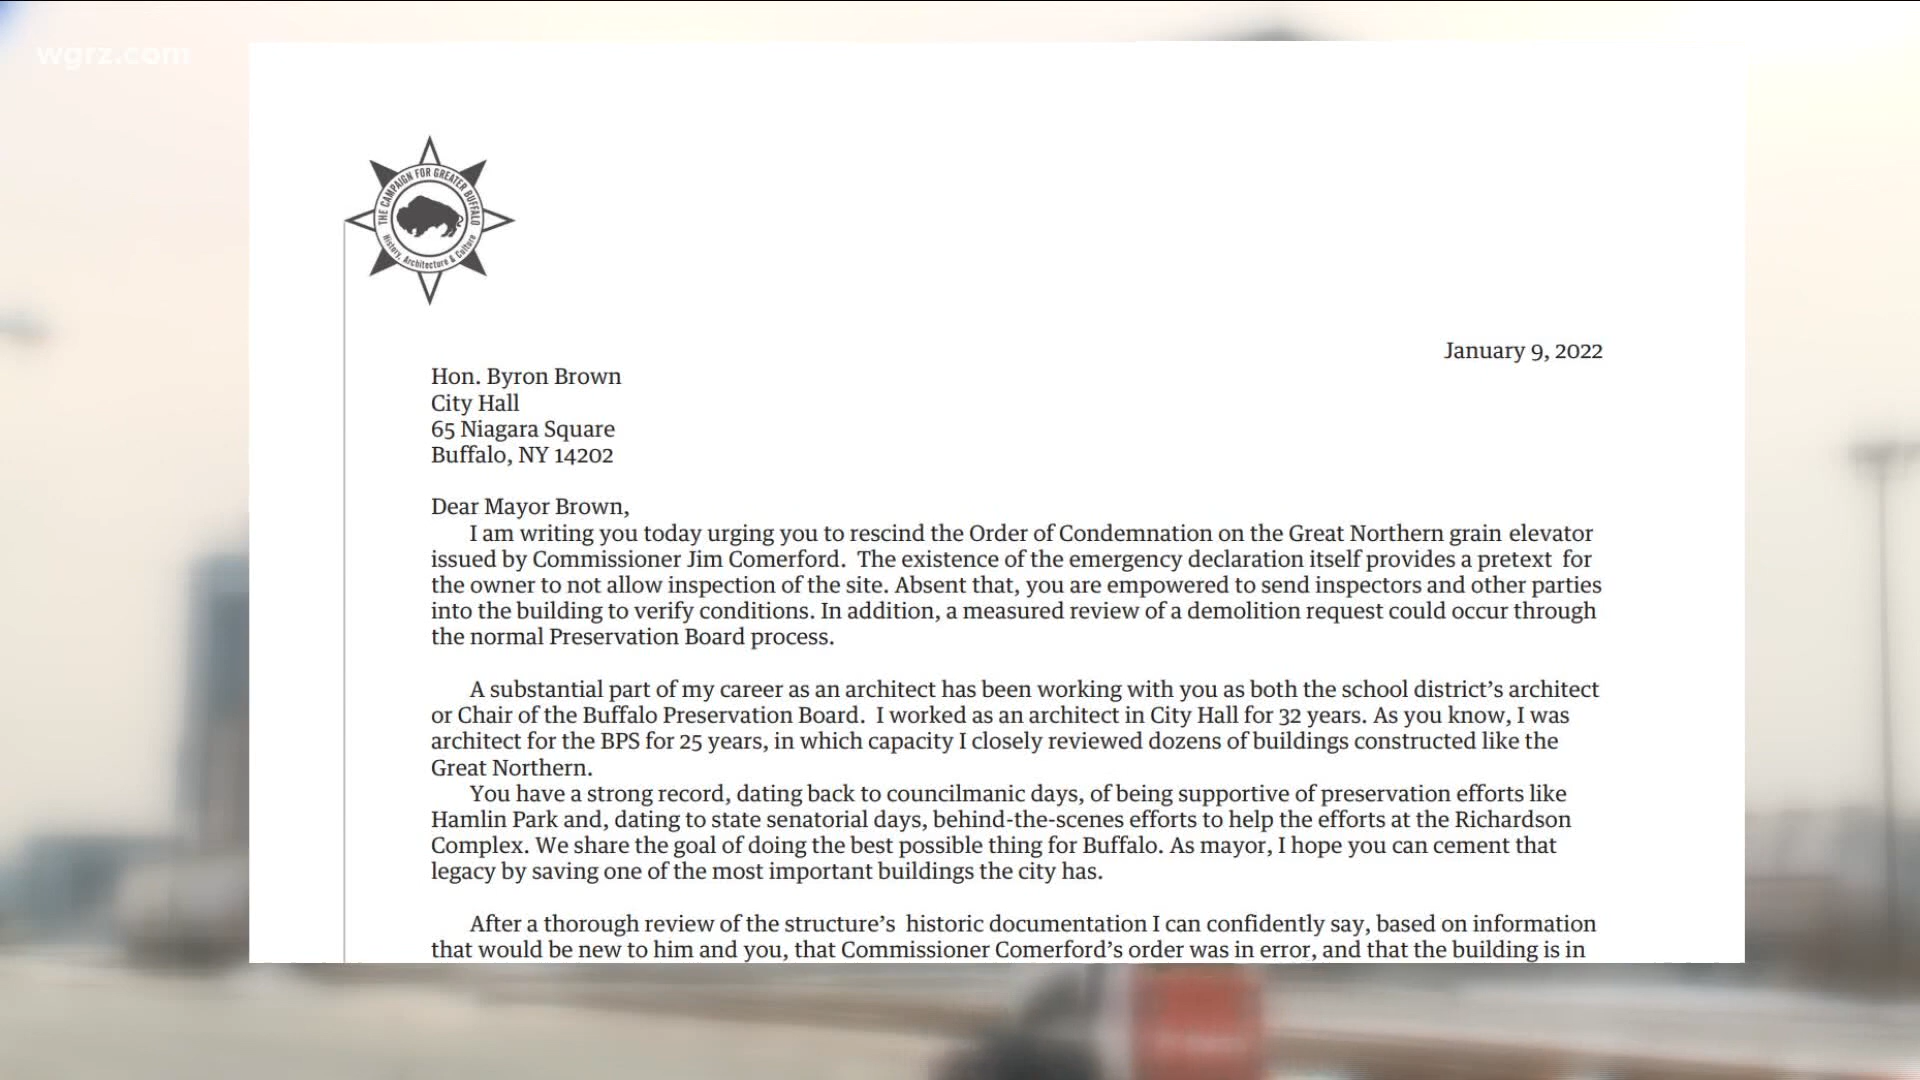 wgrz.com
THE CAMPAIGN FOR GREATER BUFFALO
History, Architecture & Culture
January 9, 2022
Hon. Byron Brown
City Hall
65 Niagara Square
Buffalo, NY 14202
Dear Mayor Brown,
I am writing you today urging you to rescind the Order of Condemnation on the Great Northern grain elevator
issued by Commissioner Jim Comerford.  The existence of the emergency declaration itself provides a pretext  for
the owner to not allow inspection of the site. Absent that, you are empowered to send inspectors and other parties
into the building to verify conditions. In addition, a measured review of a demolition request could occur through
the normal Preservation Board process.
A substantial part of my career as an architect has been working with you as both the school district’s architect
or Chair of the Buffalo Preservation Board.  I worked as an architect in City Hall for 32 years. As you know, I was
architect for the BPS for 25 years, in which capacity I closely reviewed dozens of buildings constructed like the
Great Northern.
You have a strong record, dating back to councilmanic days, of being supportive of preservation efforts like
Hamlin Park and, dating to state senatorial days, behind-the-scenes efforts to help the efforts at the Richardson
Complex. We share the goal of doing the best possible thing for Buffalo. As mayor, I hope you can cement that
legacy by saving one of the most important buildings the city has.
After a thorough review of the structure’s  historic documentation I can confidently say, based on information
that would be new to him and you, that Commissioner Comerford’s order was in error, and that the building is in